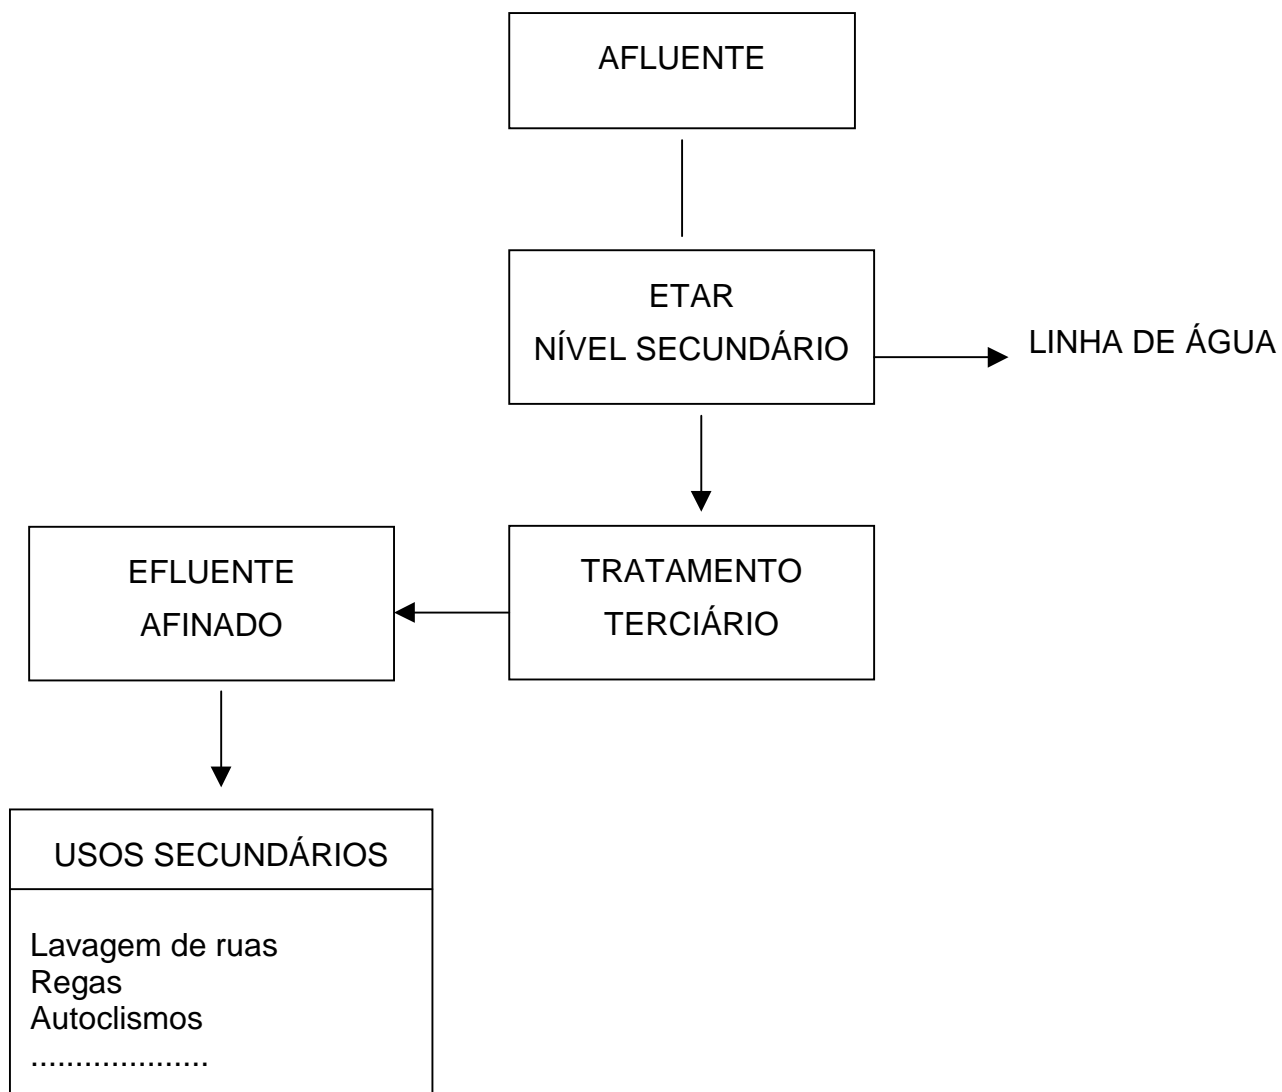 AFLUENTE
ETAR
NÍVEL SECUNDÁRIO
LINHA DE ÁGUA
TRATAMENTO
TERCIÁRIO
EFLUENTE
AFINADO
USOS SECUNDÁRIOS
Lavagem de ruas
Regas
Autoclismos
....................